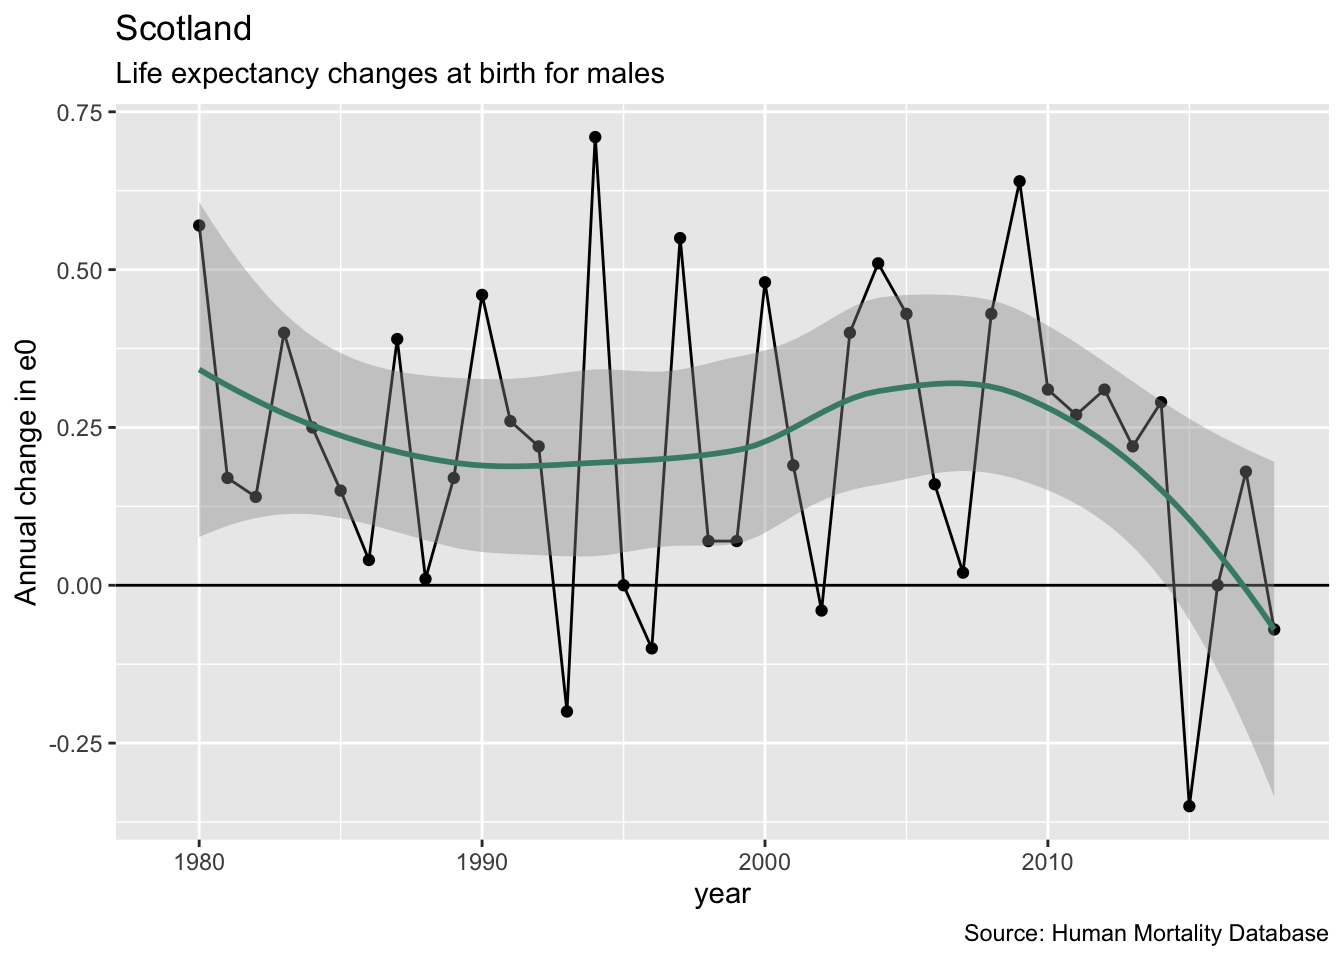 Scotland
Life expectancy changes at birth for males
0.75
0.50
0.25
0.00
-0.25
Annual change in e0
1980 1990 2000 2010
year
Source: Human Mortality Database